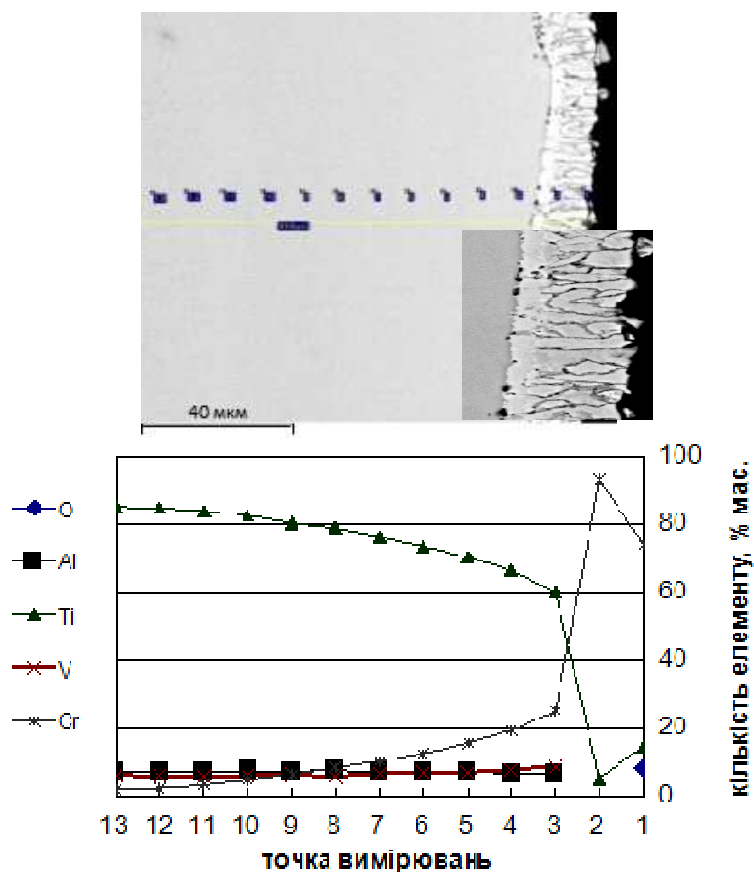 40 мкм
100
80
60
40
20
0
O
Al
Ti
V
Cr
13 12 11 10 9 8 7 6 5 4 3 2 1
точка вимірювань
кількість елементу, % мас.